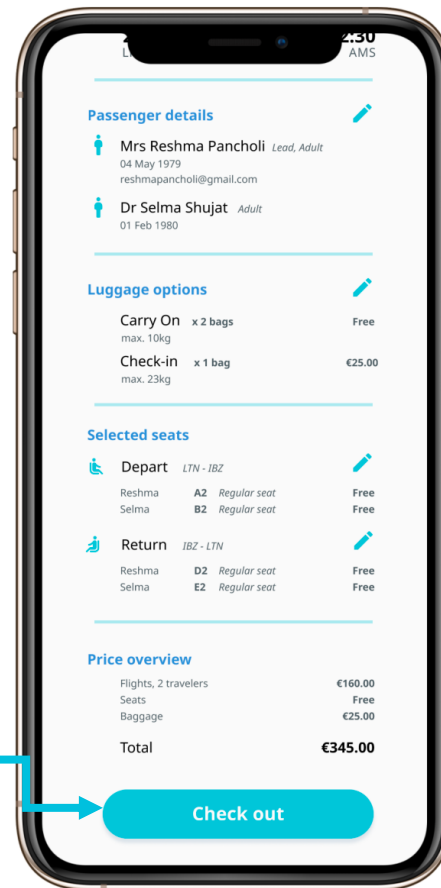 AMS
Passenger details
Mrs Reshma Pancholi Lead, Adult
04 May 1979
reshmapancholi@gmail.com
Dr Selma Shujat Adult
01 Feb 1980
Luggage options
Carry On x 2 bags Free
max. 10kg
Check-in x 1 bag €25.00
max. 23kg
Selected seats
Depart LTN - IBZ
Reshma A2 Regular seat Free
Selma B2 Regular seat Free
Return IBZ - LTN
Reshma D2 Regular seat Free
Selma E2 Regular seat Free
Price overview
Flights, 2 travelers €160.00
Seats Free
Baggage €25.00
Total €345.00
Check out